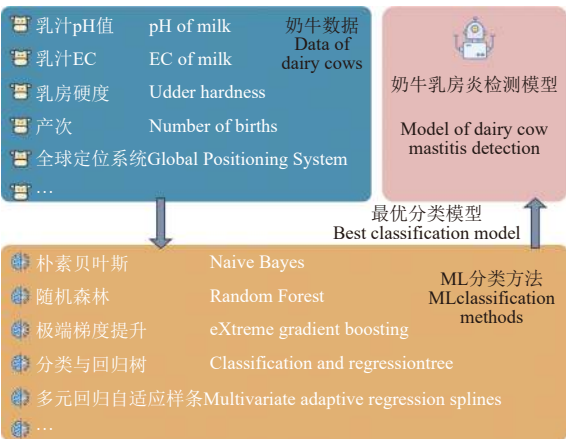 乳汁pH值 pH of milk
乳汁EC EC of milk
乳房硬度 Udder hardness
产次 Number of births
全球定位系统Global Positioning System
…
奶牛数据
Data of
dairy cows
奶牛乳房炎检测模型
Model of dairy cow
mastitis detection
最优分类模型
Best classification model
朴素贝叶斯 Naive Bayes
随机森林 Random Forest
极端梯度提升 eXtreme gradient boosting
分类与回归树 Classification and regressiontree
多元回归自适应样条Multivariate adaptive regression splines
…
ML分类方法
MLclassification
methods